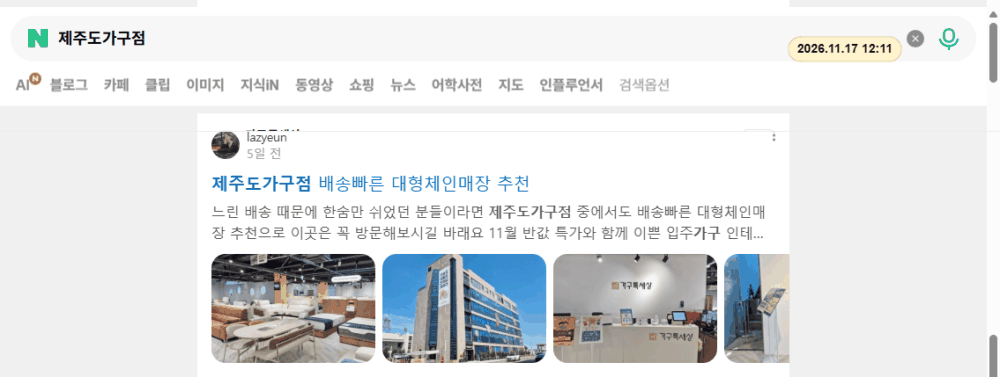 N 제주도가구점
2026.11.17 12:11
AI N 블로그 카페 클립 이미지 지식iN 동영상 쇼핑 뉴스 어학사전 지도 인플루언서 검색옵션
lazyeun
5일 전
제주도가구점 배송빠른 대형체인매장 추천
느린 배송 때문에 한숨만 쉬었던 분들이라면 제주도가구점 중에서도 배송빠른 대형체인매
장 추천으로 이곳은 꼭 방문해보시길 바래요 11월 반값 특가와 함께 이쁜 입주가구 인테...
가구특세상
가구특세상